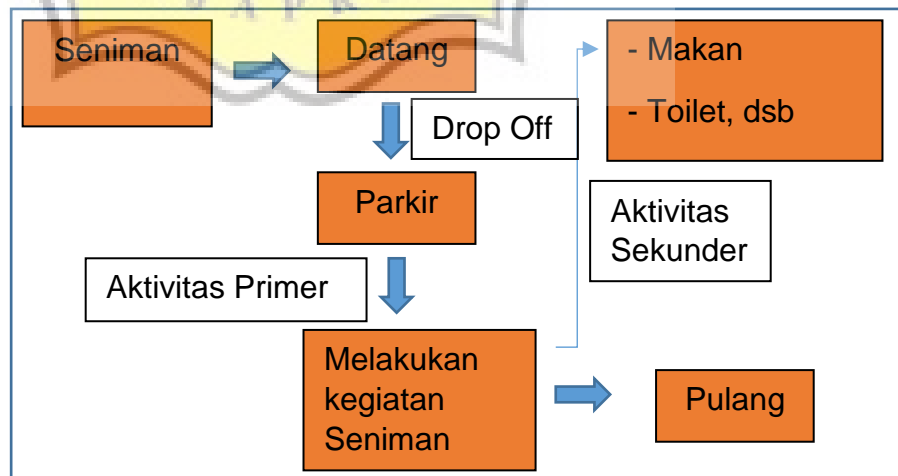 Seniman
Datang
- Makan
- Toilet, dsb
Drop Off
Parkir
Aktivitas
Sekunder
Aktivitas Primer
Melakukan
kegiatan
Seniman
Pulang